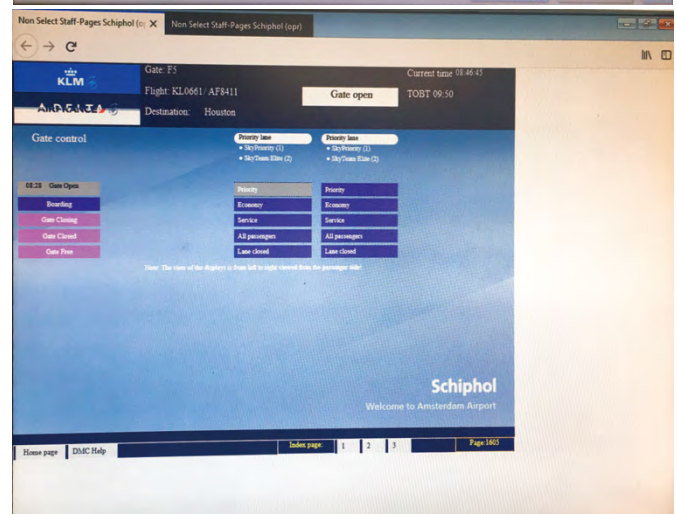 Non Select Staff-Pages Schiphol (o
Non Select Staff-Pages Schiphol (opr)
KLM
Gate: F5
Current time 08:46:45
Flight: KL0661/ AF8411
Gate open
TOBT 09:50
Destination: Houston
Gate control
Priority lane
• SkyPriority (1)
• SkyTeam Elite (2)
Priority lane
• SkyPriority (1)
• SkyTeam Elite (2)
08:28 Gate Open
Boarding
Gate Closing
Gate Closed
Gate Free
Priority
Economy
Service
All passengers
Lane closed
Priority
Economy
Service
All passengers
Lane closed
Note: The view of the displays is from left to right viewed from the passenger side!
Schiphol
Welcome to Amsterdam Airport
Home page
DMC Help
Index page:
1
2
3
Page:1605